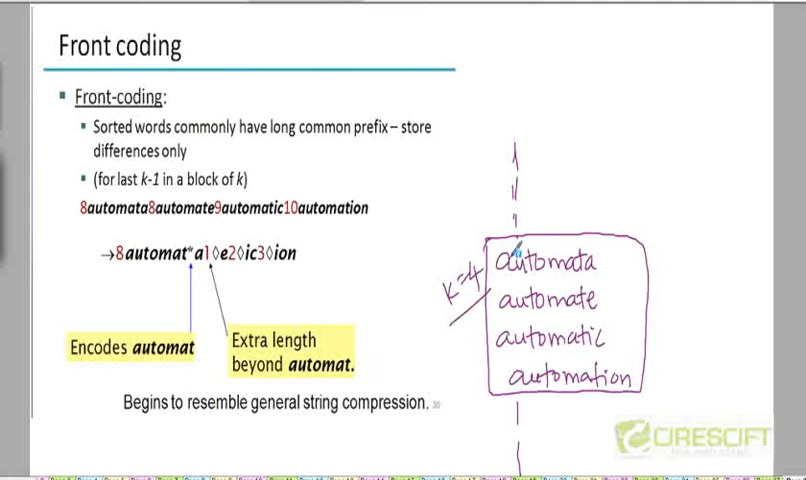 Front coding
Front-coding:
Sorted words commonly have long common prefix – store
differences only
(for last k-1 in a block of k)
8automata8automate9automatic10automation
→8automat*a1◊e2◊ic3◊ion
Encodes automat
Extra length
beyond automat.
Begins to resemble general string compression.
30
K=4
automata
automate
automatic
automation